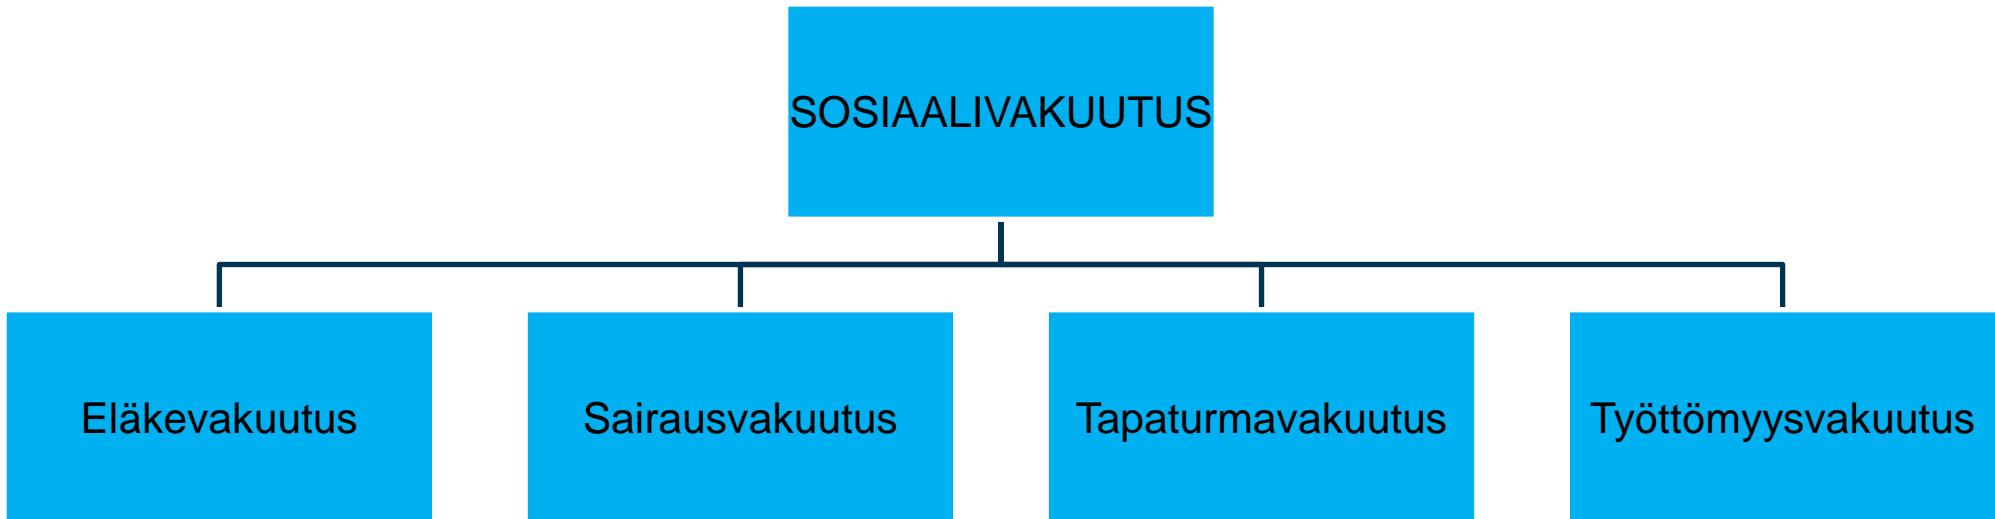 SOSIAALIVAKUUTUS
Eläkevakuutus
Sairausvakuutus
Tapaturmavakuutus
Työttömyysvakuutus